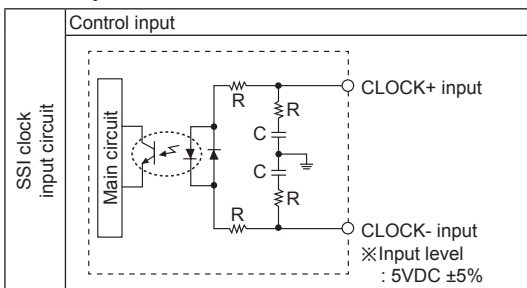 Control input
SSI clock
input circuit
Main circuit
R
R
C
C
R
R
CLOCK+ input
CLOCK- input
※Input level
: 5VDC ±5%